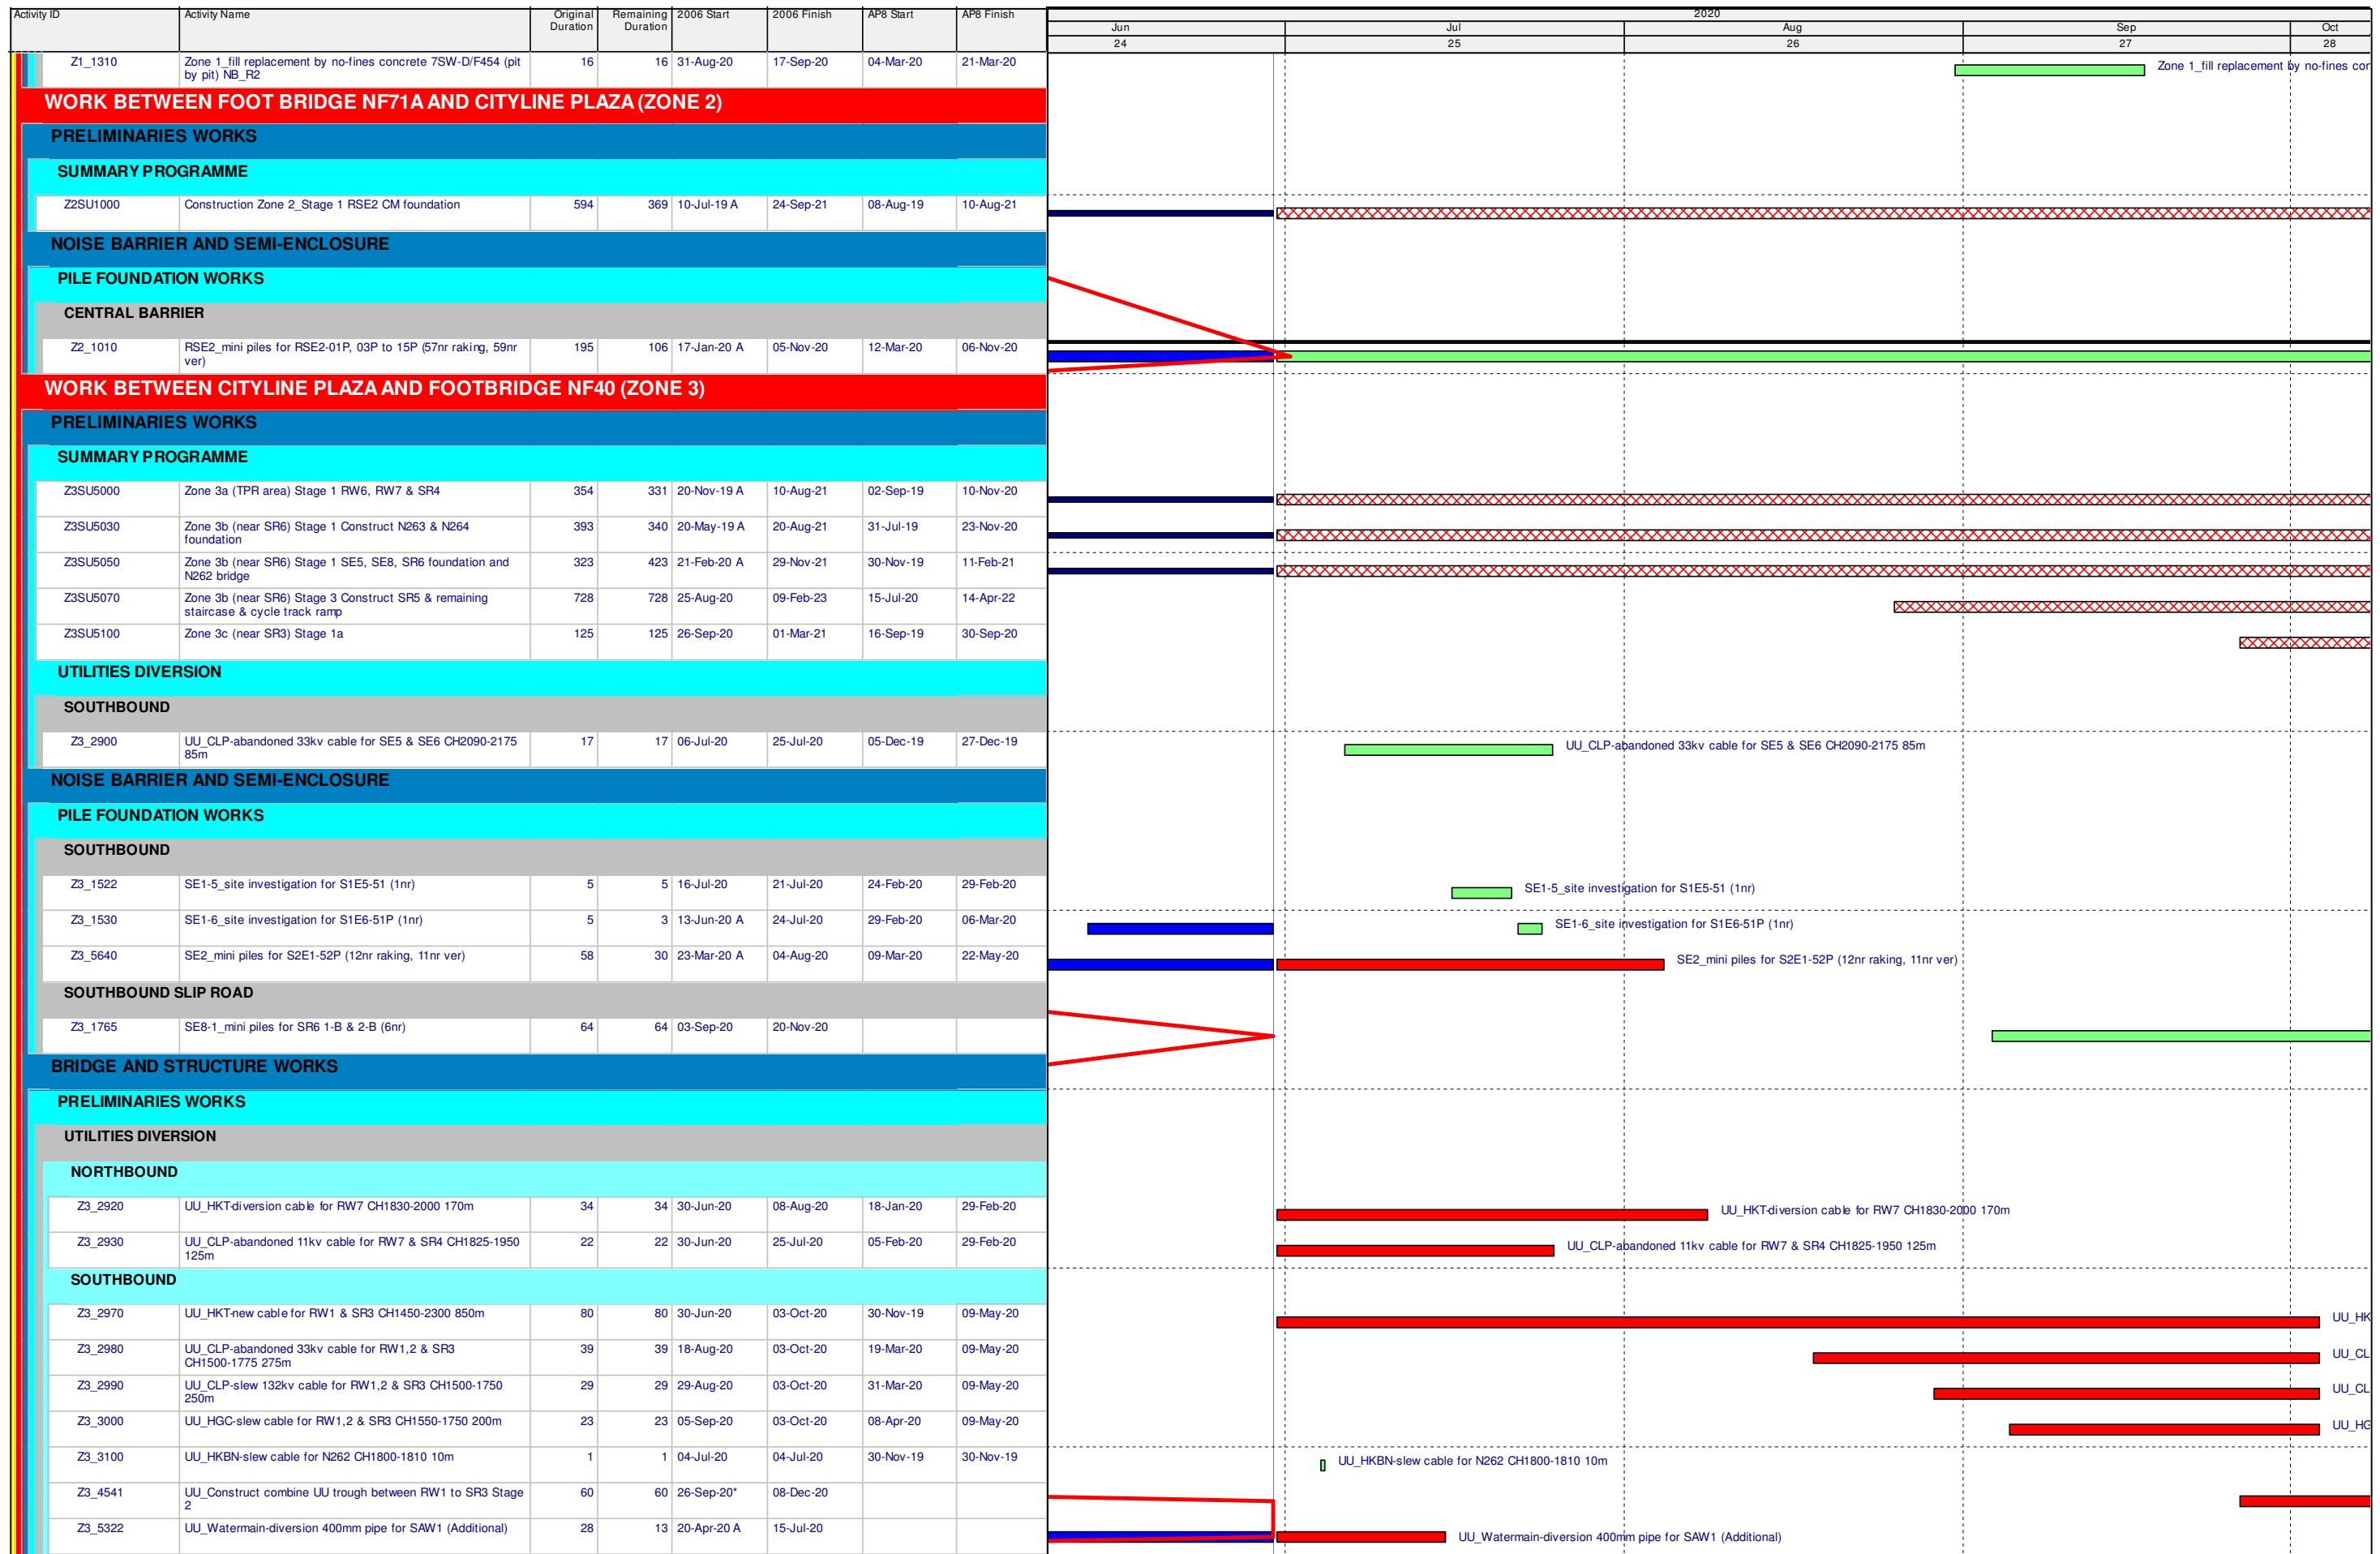 Activity ID Activity Name Original Duration Remaining Duration 2006 Start 2006 Finish AP8 Start AP8 Finish
2020
Jun Jul Aug Sep Oct
24 25 26 27 28
Z1_1310 Zone 1_fill replacement by no-fines concrete 7SW-D/F454 (pit 16 16 31-Aug-20 17-Sep-20 04-Mar-20 21-Mar-20 Zone 1_fill replacement by no-fines cor
by pit) NB_R2
WORK BETWEEN FOOT BRIDGE NF71A AND CITYLINE PLAZA (ZONE 2)
PRELIMINARIES WORKS
SUMMARY PROGRAMME
Z2SU1000 Construction Zone 2_Stage 1 RSE2 CM foundation 594 369 10-Jul-19 A 24-Sep-21 08-Aug-19 10-Aug-21
NOISE BARRIER AND SEMI-ENCLOSURE
PILE FOUNDATION WORKS
CENTRAL BARRIER
Z2_1010 RSE2_mini piles for RSE2-01P, 03P to 15P (57nr raking, 59nr 195 106 17-Jan-20 A 05-Nov-20 12-Mar-20 06-Nov-20
ver)
WORK BETWEEN CITYLINE PLAZA AND FOOTBRIDGE NF40 (ZONE 3)
PRELIMINARIES WORKS
SUMMARY PROGRAMME
Z3SU5000 Zone 3a (TPR area) Stage 1 RW6, RW7 & SR4 354 331 20-Nov-19 A 10-Aug-21 02-Sep-19 10-Nov-20
Z3SU5030 Zone 3b (near SR6) Stage 1 Construct N263 & N264 393 340 20-May-19 A 20-Aug-21 31-Jul-19 23-Nov-20
foundation
Z3SU5050 Zone 3b (near SR6) Stage 1 SE5, SE8, SR6 foundation and 323 423 21-Feb-20 A 29-Nov-21 30-Nov-19 11-Feb-21
N262 bridge
Z3SU5070 Zone 3b (near SR6) Stage 3 Construct SR5 & remaining 728 728 25-Aug-20 09-Feb-23 15-Jul-20 14-Apr-22
staircase & cycle track ramp
Z3SU5100 Zone 3c (near SR3) Stage 1a 125 125 26-Sep-20 01-Mar-21 16-Sep-19 30-Sep-20
UTILITIES DIVERSION
SOUTHBOUND
Z3_2900 UU_CLP-abandoned 33kv cable for SE5 & SE6 CH2090-2175 17 17 06-Jul-20 25-Jul-20 05-Dec-19 27-Dec-19 UU_CLP-abandoned 33kv cable for SE5 & SE6 CH2090-2175 85m
85m
NOISE BARRIER AND SEMI-ENCLOSURE
PILE FOUNDATION WORKS
SOUTHBOUND
Z3_1522 SE1-5_site investigation for S1E5-51 (1nr) 5 5 16-Jul-20 21-Jul-20 24-Feb-20 29-Feb-20 SE1-5_site investigation for S1E5-51 (1nr)
Z3_1530 SE1-6_site investigation for S1E6-51P (1nr) 5 3 13-Jun-20 A 24-Jul-20 29-Feb-20 06-Mar-20 SE1-6_site investigation for S1E6-51P (1nr)
Z3_5640 SE2_mini piles for S2E1-52P (12nr raking, 11nr ver) 58 30 23-Mar-20 A 04-Aug-20 09-Mar-20 22-May-20 SE2_mini piles for S2E1-52P (12nr raking, 11nr ver)
SOUTHBOUND SLIP ROAD
Z3_1765 SE8-1_mini piles for SR6 1-B & 2-B (6nr) 64 64 03-Sep-20 20-Nov-20
BRIDGE AND STRUCTURE WORKS
PRELIMINARIES WORKS
UTILITIES DIVERSION
NORTHBOUND
Z3_2920 UU_HKT-diversion cable for RW7 CH1830-2000 170m 34 34 30-Jun-20 08-Aug-20 18-Jan-20 29-Feb-20 UU_HKT-diversion cable for RW7 CH1830-2000 170m
Z3_2930 UU_CLP-abandoned 11kv cable for RW7 & SR4 CH1825-1950 22 22 30-Jun-20 25-Jul-20 05-Feb-20 29-Feb-20 UU_CLP-abandoned 11kv cable for RW7 & SR4 CH1825-1950 125m
125m
SOUTHBOUND
Z3_2970 UU_HKT-new cable for RW1 & SR3 CH1450-2300 850m 80 80 30-Jun-20 03-Oct-20 30-Nov-19 09-May-20 UU_HK
Z3_2980 UU_CLP-abandoned 33kv cable for RW1,2 & SR3 39 39 18-Aug-20 03-Oct-20 19-Mar-20 09-May-20 UU_CL
CH1500-1775 275m
Z3_2990 UU_CLP-slew 132kv cable for RW1,2 & SR3 CH1500-1750 29 29 29-Aug-20 03-Oct-20 31-Mar-20 09-May-20 UU_CL
250m
Z3_3000 UU_HGC-slew cable for RW1,2 & SR3 CH1550-1750 200m 23 23 05-Sep-20 03-Oct-20 08-Apr-20 09-May-20 UU_HG
Z3_3100 UU_HKBN-slew cable for N262 CH1800-1810 10m 1 1 04-Jul-20 04-Jul-20 30-Nov-19 30-Nov-19 UU_HKBN-slew cable for N262 CH1800-1810 10m
Z3_4541 UU_Construct combine UU trough between RW1 to SR3 Stage 60 60 26-Sep-20* 08-Dec-20
2
Z3_5322 UU_Watermain-diversion 400mm pipe for SAW1 (Additional) 28 13 20-Apr-20 A 15-Jul-20 UU_Watermain-diversion 400mm pipe for SAW1 (Additional)